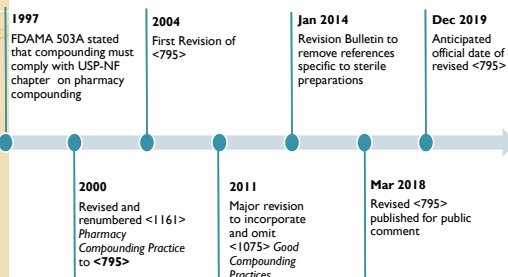 1997
FDAMA 503A stated
that compounding must
comply with USP-NF
chapter on pharmacy
compounding
2000
Revised and
renumbered <1161>
Pharmacy
Compounding Practice
to <795>
2004
First Revision of
<795>
2011
Major revision
to incorporate
and omit
<1075> Good
Compounding
Practices
Jan 2014
Revision Bulletin to
remove references
specific to sterile
preparations
Mar 2018
Revised <795>
published for public
comment
Dec 2019
Anticipated
official date of
revised <795>